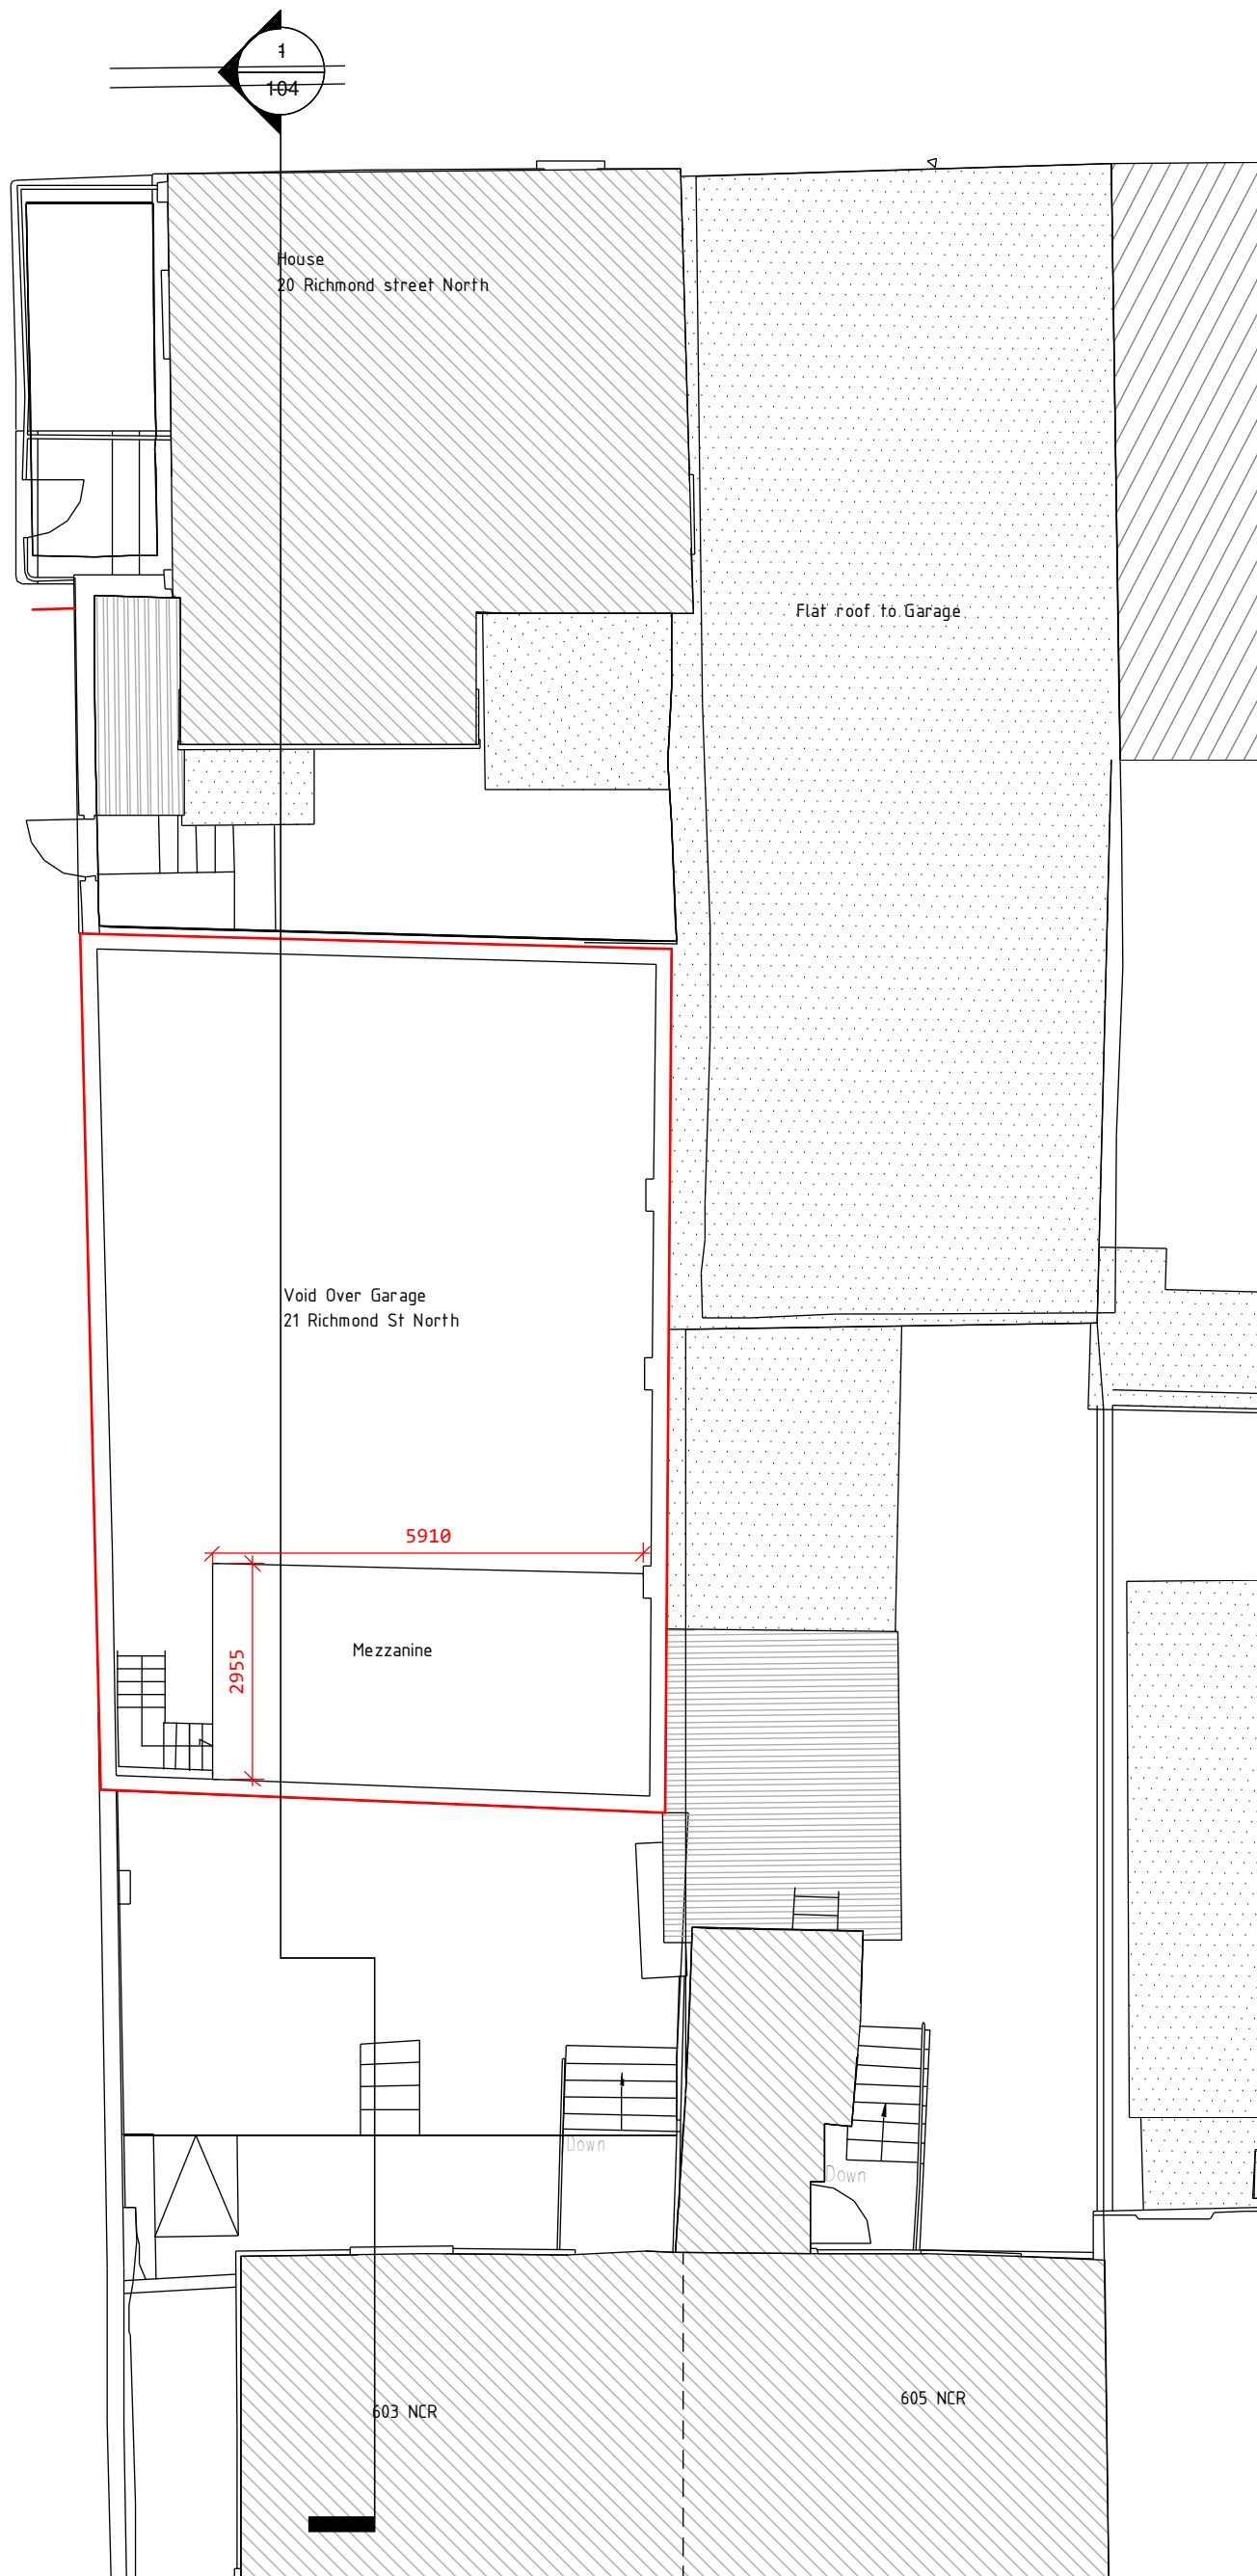 1
104
House
20 Richmond street North
Flat roof to Garage
Void Over Garage
21 Richmond St North
5910
2955
Mezzanine
Down
Down
603 NCR
605 NCR